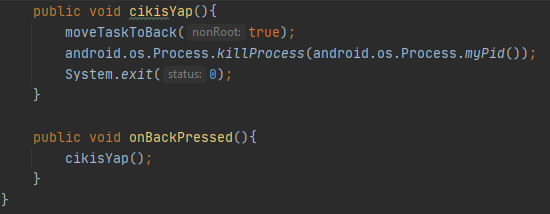 public void cikisYap(){
moveTaskToBack( nonRoot: true);
android.os.Process.killProcess(android.os.Process.myPid());
System.exit( status: 0);
}
public void onBackPressed(){
cikisYap();
}
}